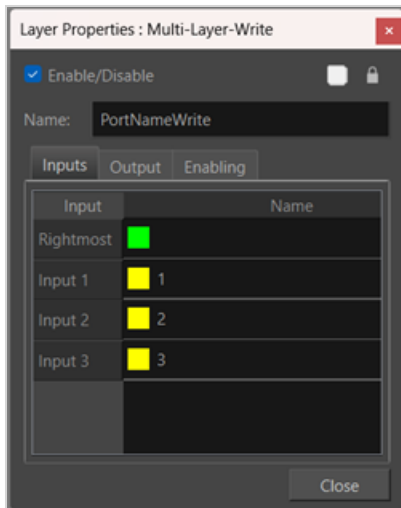 Layer Properties : Multi-Layer-Write
Enable/Disable
Name: PortNameWrite
Inputs Output Enabling
Input Name
Rightmost
Input 1 1
Input 2 2
Input 3 3
Close